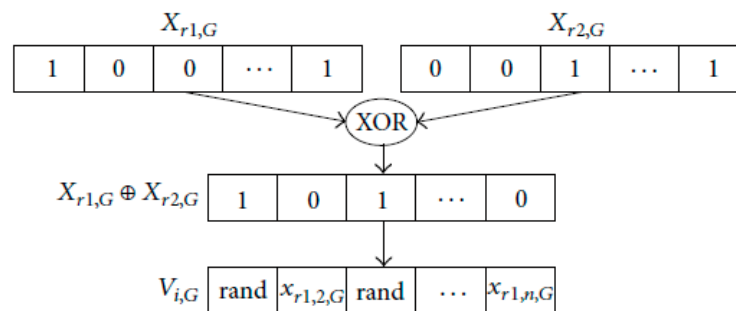 X_{r1,G} X_{r2,G}
1 0 0 ⋯ 1 0 0 1 ⋯ 1
XOR
X_{r1,G} ⊕ X_{r2,G} 1 0 1 ⋯ 0
V_{i,G} rand x_{r1,2,G} rand ⋯ x_{r1,n,G}